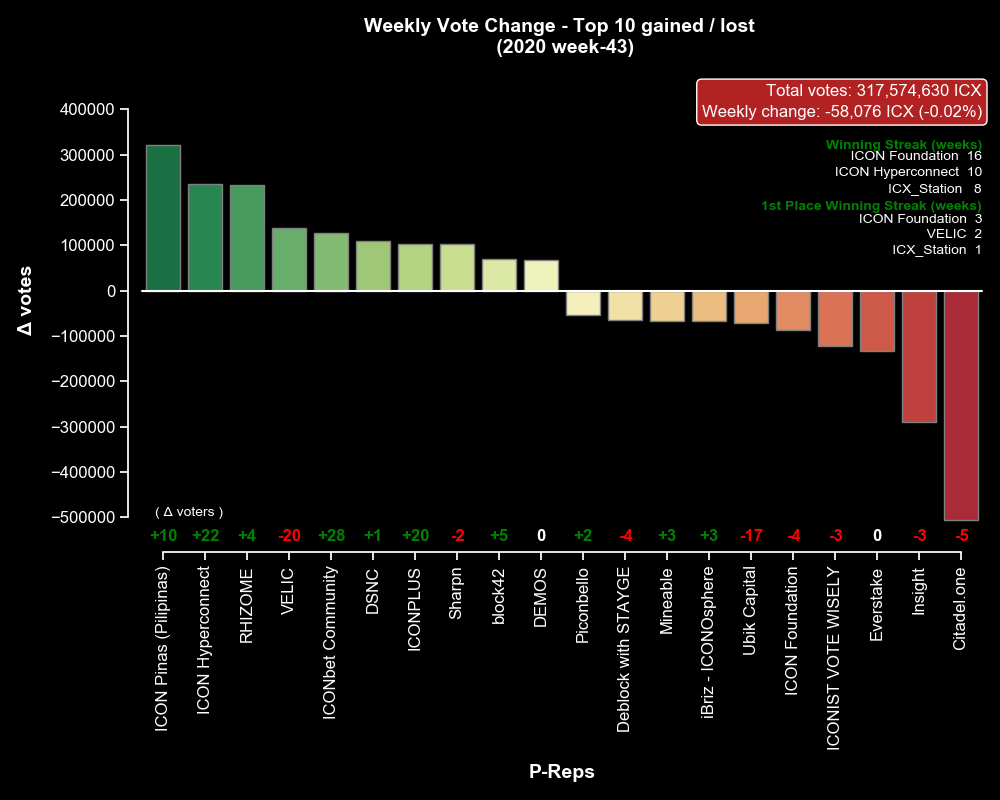 Weekly Vote Change - Top 10 gained / lost
(2020 week-43)
Total votes: 317,574,630 ICX
Weekly change: -58,076 ICX (-0.02%)
Winning Streak (weeks)
ICON Foundation 16
ICON Hyperconnect 10
ICX_Station 8
1st Place Winning Streak (weeks)
ICON Foundation 3
VELIC 2
ICX_Station 1
Δ votes
400000
300000
200000
100000
0
−100000
−200000
−300000
−400000
−500000
( Δ voters )
+10 +22 +4 -20 +28 +1 +20 -2 +5 0 +2 -4 +3 +3 -17 -4 -3 0 -3 -5
ICON Pinas (Pilipinas)
ICON Hyperconnect
RHIZOME
VELIC
ICONbet Community
DSNC
ICONPLUS
Sharpn
block42
DEMOS
Piconbello
Deblock with STAYGE
Mineable
iBriz - ICONOsphere
Ubik Capital
ICON Foundation
ICONIST VOTE WISELY
Everstake
Insight
Citadel.one
P-Reps